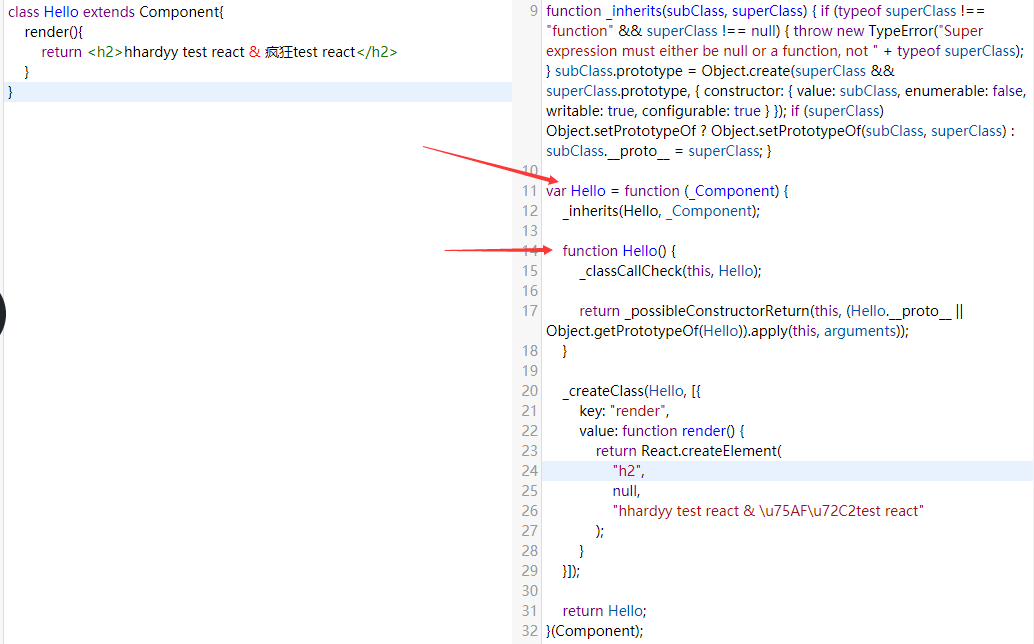 class Hello extends Component{
render(){
return <h2>hhardyy test react & 疯狂test react</h2>
}
}
9 function _inherits(subClass, superClass) { if (typeof superClass !==
"function" && superClass !== null) { throw new TypeError("Super
expression must either be null or a function, not " + typeof superClass);
} subClass.prototype = Object.create(superClass &&
superClass.prototype, { constructor: { value: subClass, enumerable: false,
writable: true, configurable: true } }); if (superClass)
Object.setPrototypeOf ? Object.setPrototypeOf(subClass, superClass) :
subClass.__proto__ = superClass; }
10
11 var Hello = function (_Component) {
12 _inherits(Hello, _Component);
13
14 function Hello() {
15 _classCallCheck(this, Hello);
16
17 return _possibleConstructorReturn(this, (Hello.__proto__ ||
Object.getPrototypeOf(Hello)).apply(this, arguments));
18 }
19
20 _createClass(Hello, [{
21 key: "render",
22 value: function render() {
23 return React.createElement(
24 "h2",
25 null,
26 "hhardyy test react & \u75AF\u72C2test react"
27 );
28 }
29 }]);
30
31 return Hello;
32 }(Component);